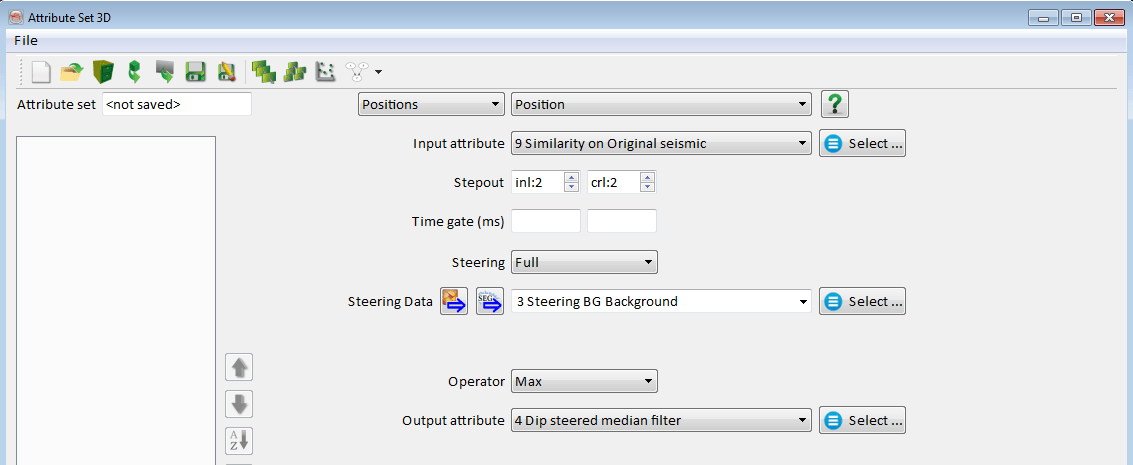 Attribute Set 3D
File
Attribute set <not saved> Positions Position ?
Input attribute 9 Similarity on Original seismic Select ...
Stepout inl:2 crl:2
Time gate (ms)
Steering Full
Steering Data SEG 3 Steering BG Background Select ...
Operator Max
Output attribute 4 Dip steered median filter Select ...
A
Z